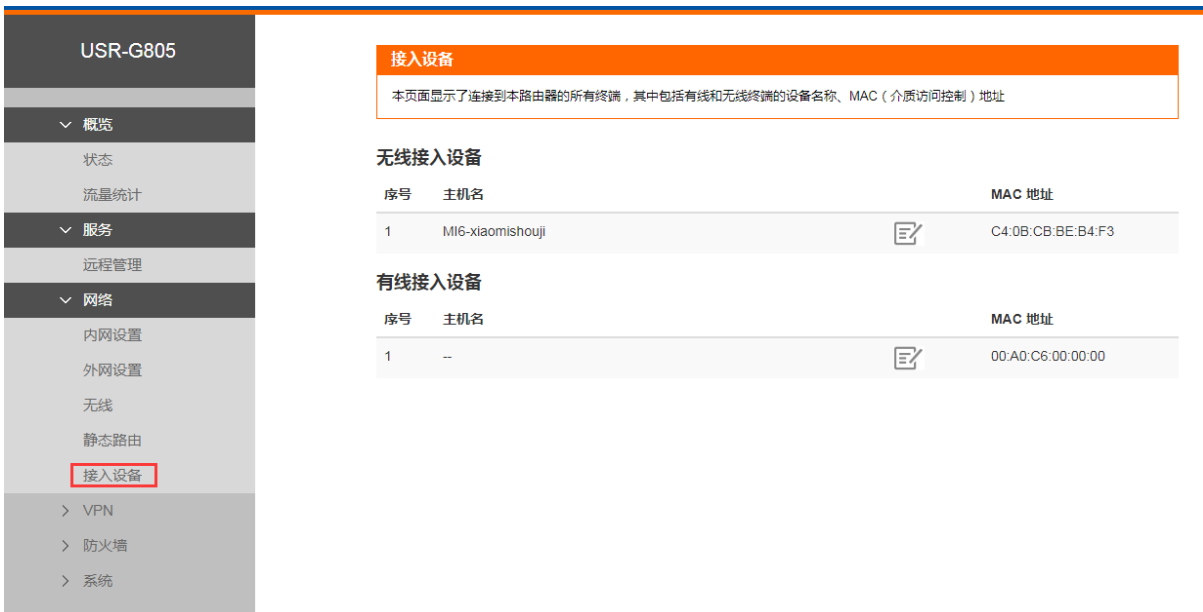 USR-G805
概览
状态
流量统计
服务
远程管理
网络
内网设置
外网设置
无线
静态路由
接入设备
VPN
防火墙
系统
接入设备
本页面显示了连接到本路由器的所有终端，其中包括有线和无线终端的设备名称、MAC（介质访问控制）地址
无线接入设备
序号 主机名 MAC 地址
1 MI6-xiaomishouji C4:0B:CB:BE:B4:F3
有线接入设备
序号 主机名 MAC 地址
1 -- 00:A0:C6:00:00:00